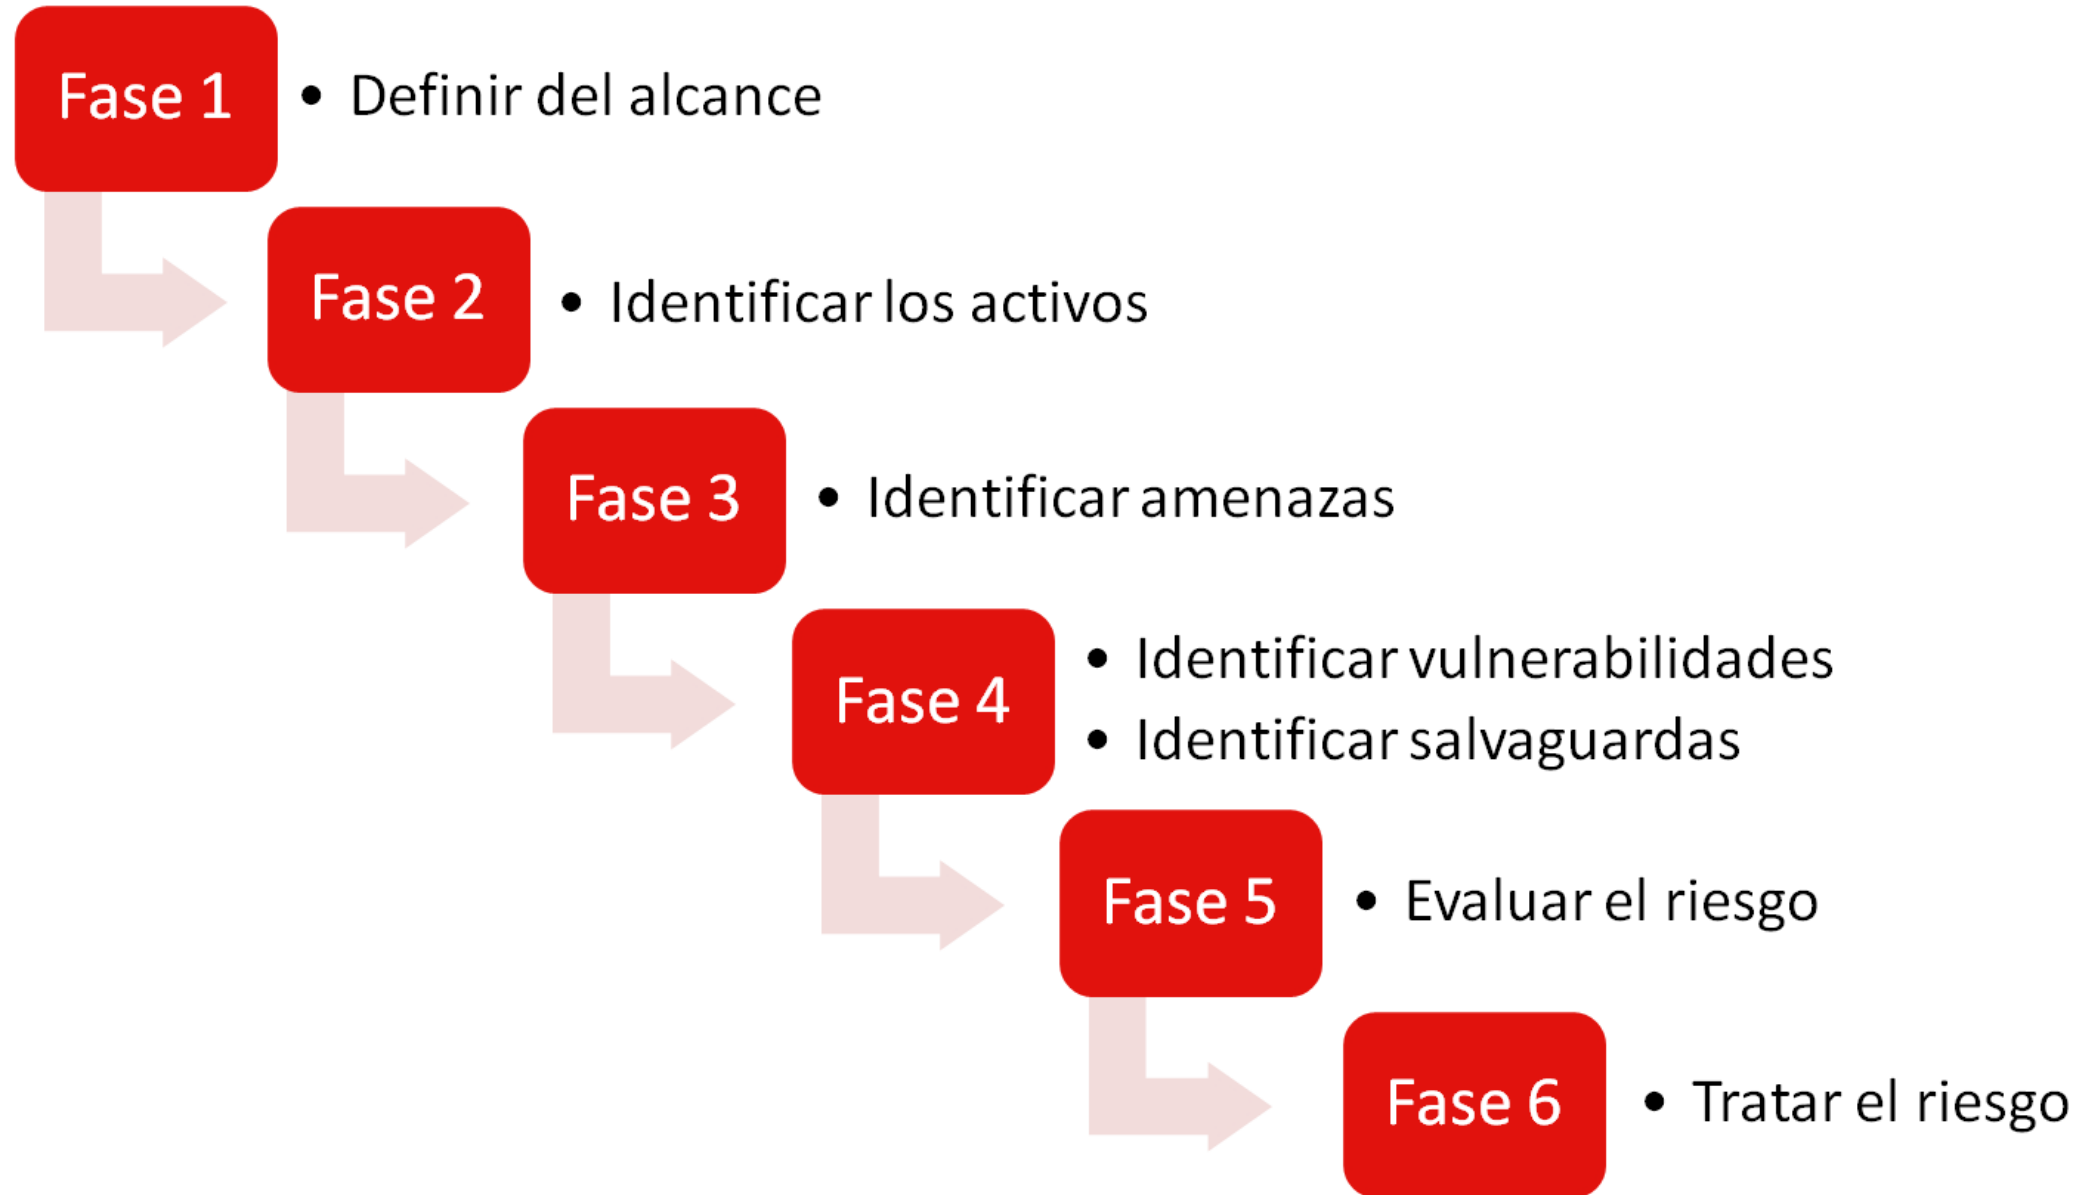 Fase 1
• Definir del alcance
Fase 2
• Identificar los activos
Fase 3
• Identificar amenazas
Fase 4
• Identificar vulnerabilidades
• Identificar salvaguardas
Fase 5
• Evaluar el riesgo
Fase 6
• Tratar el riesgo